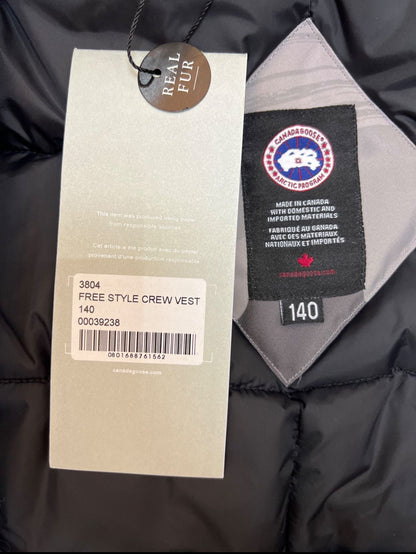 REAL
FUR
This item was produced using down
from responsible sources.
Cet article a été produit avec du duvet
provenant d'une production responsable.
3804
FREE STYLE CREW VEST
140
00039238
0801688761562
canadagoose.com
CANADA GOOSE
ARCTIC PROGRAM
MADE IN CANADA
WITH DOMESTIC AND
IMPORTED MATERIALS
FABRIQUÉ AU CANADA
AVEC DES MATÉRIAUX
NATIONAUX ET IMPORTÉS
canadagoose.com
140